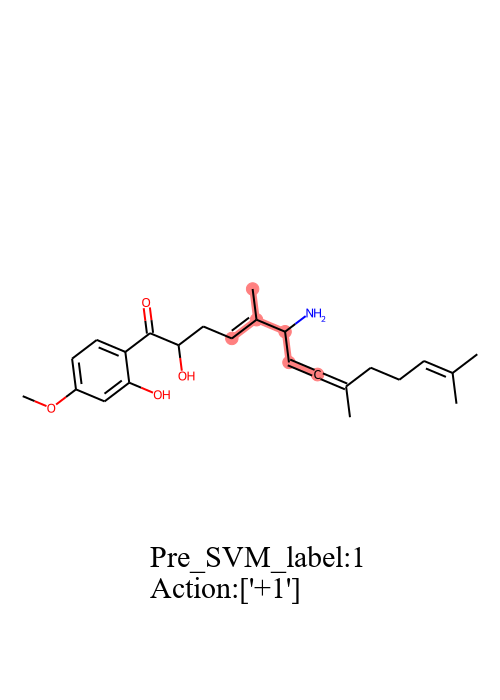 O
NH2
C
OH
OH
O
Pre_SVM_label:1
Action:['+1']